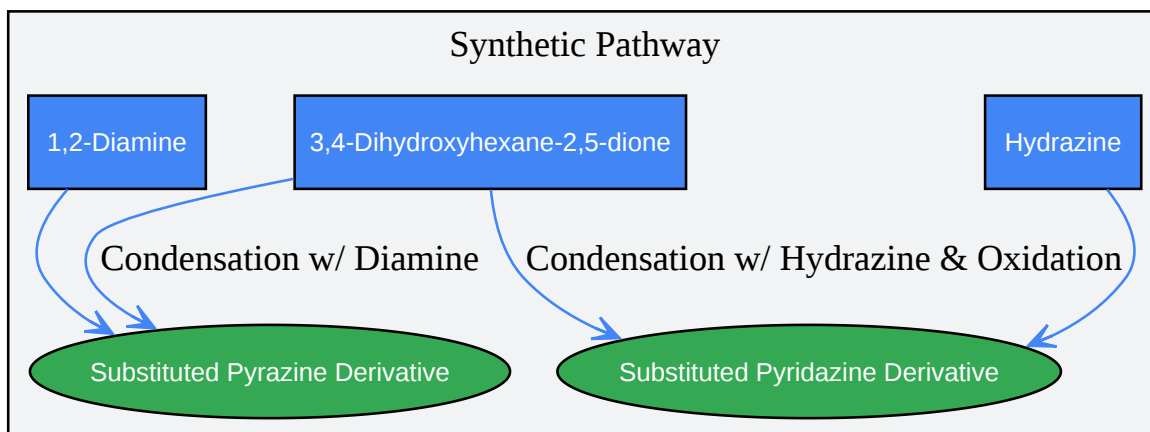 Synthetic Pathway
1,2-Diamine
3,4-Dihydroxyhexane-2,5-dione
Hydrazine
Condensation w/ Diamine
Condensation w/ Hydrazine & Oxidation
Substituted Pyrazine Derivative
Substituted Pyridazine Derivative